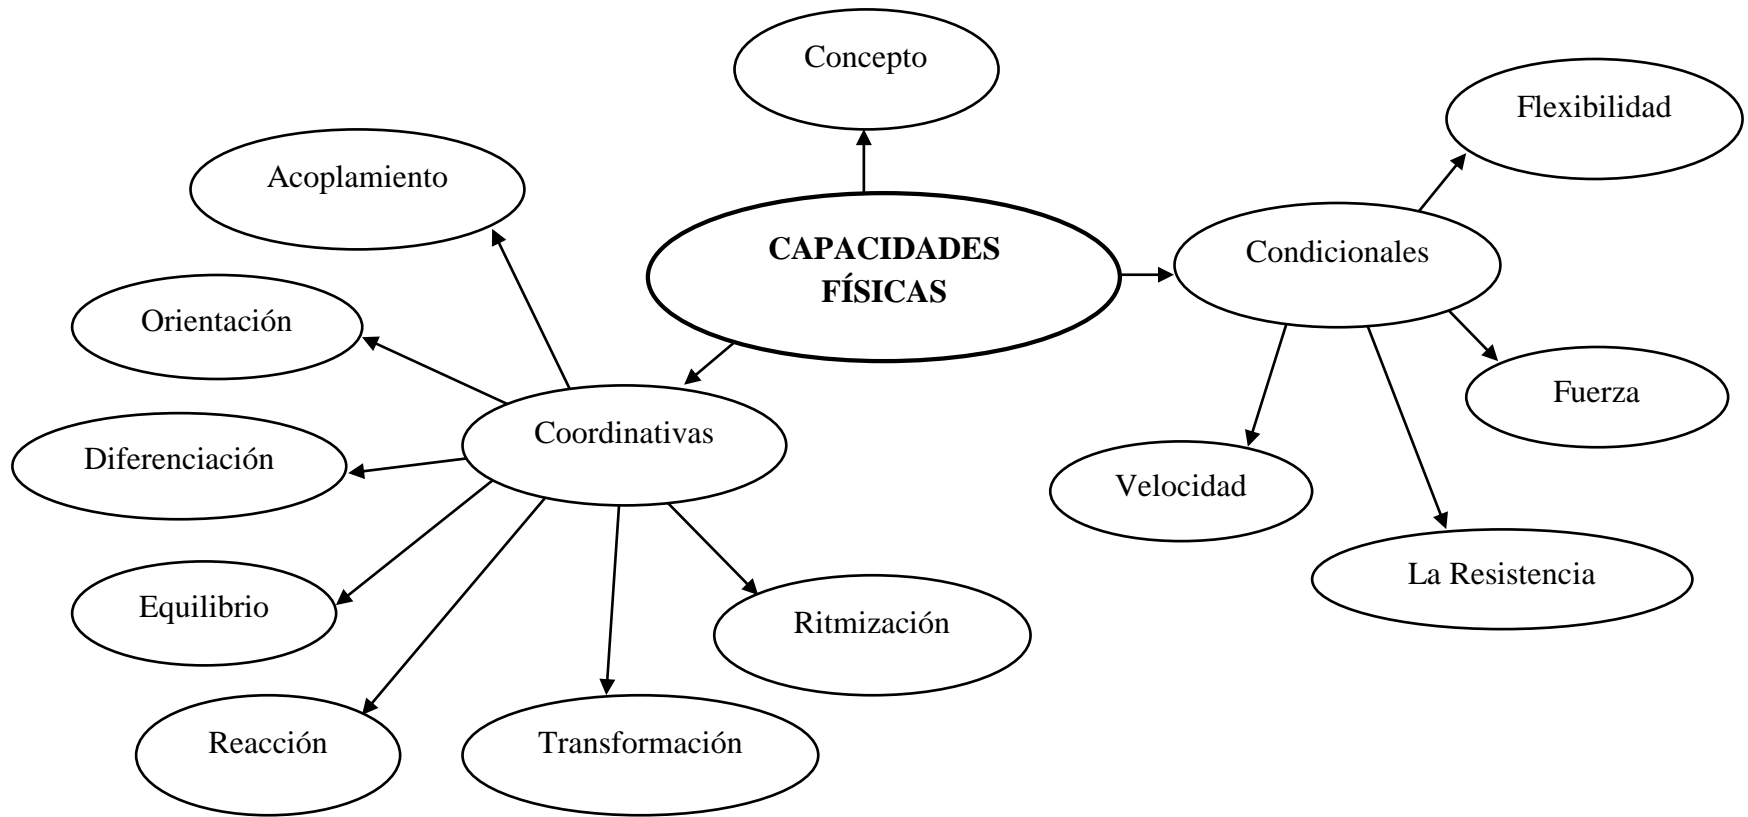 Concepto
Flexibilidad
Acoplamiento
CAPACIDADES
FÍSICAS
Condicionales
Orientación
Fuerza
Coordinativas
Diferenciación
Velocidad
La Resistencia
Equilibrio
Ritmización
Reacción
Transformación